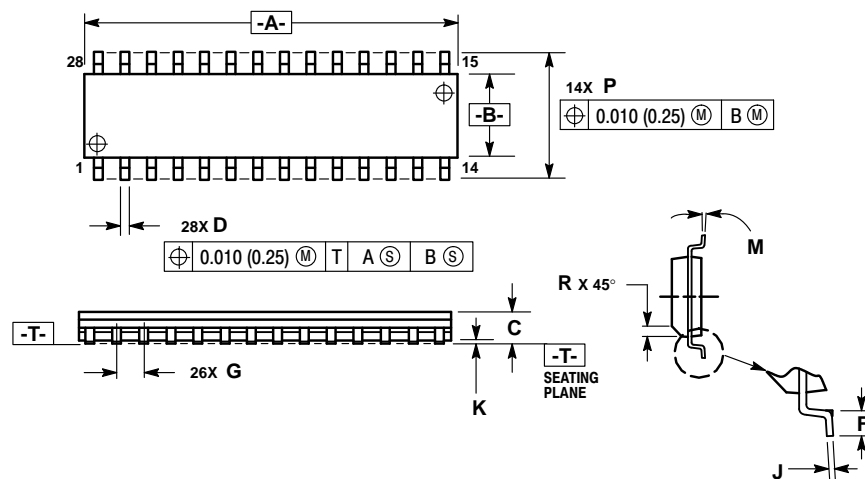 -A-
28
15
14X P
⌖ 0.010 (0.25) Ⓜ B Ⓜ
-B-
1
14
28X D
⌖ 0.010 (0.25) Ⓜ T A Ⓢ B Ⓢ
M
R X 45°
-T-
C
-T-
SEATING
PLANE
26X G
K
F
J